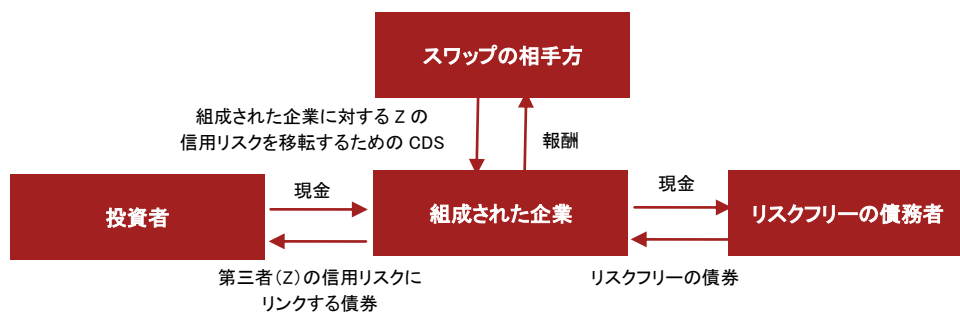 スワップの相手方
組成された企業に対する Z の
信用リスクを移転するための CDS
報酬
投資者
現金
組成された企業
現金
リスクフリーの債務者
第三者(Z)の信用リスクに
リンクする債券
リスクフリーの債券